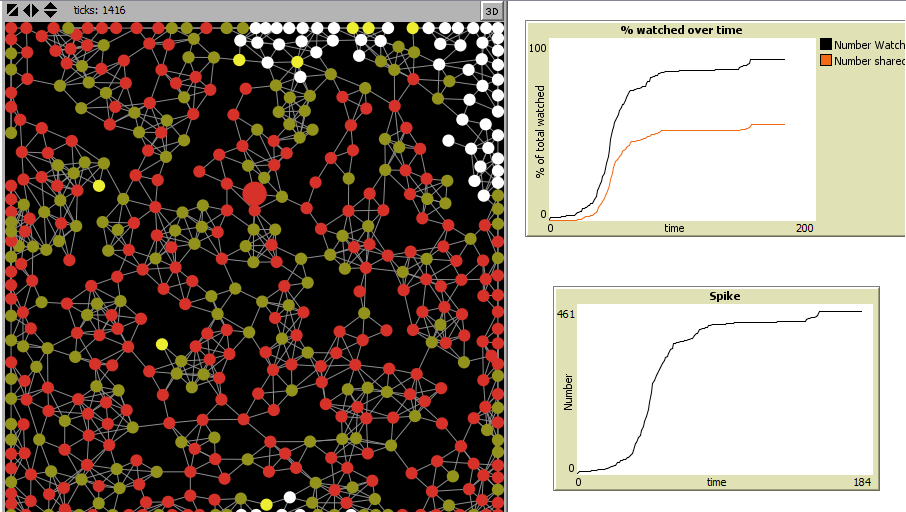 ticks: 1416
3D
% watched over time
100
% of total watched
0
0
time
200
Number Watch
Number shared
Spike
461
Number
0
0
time
184